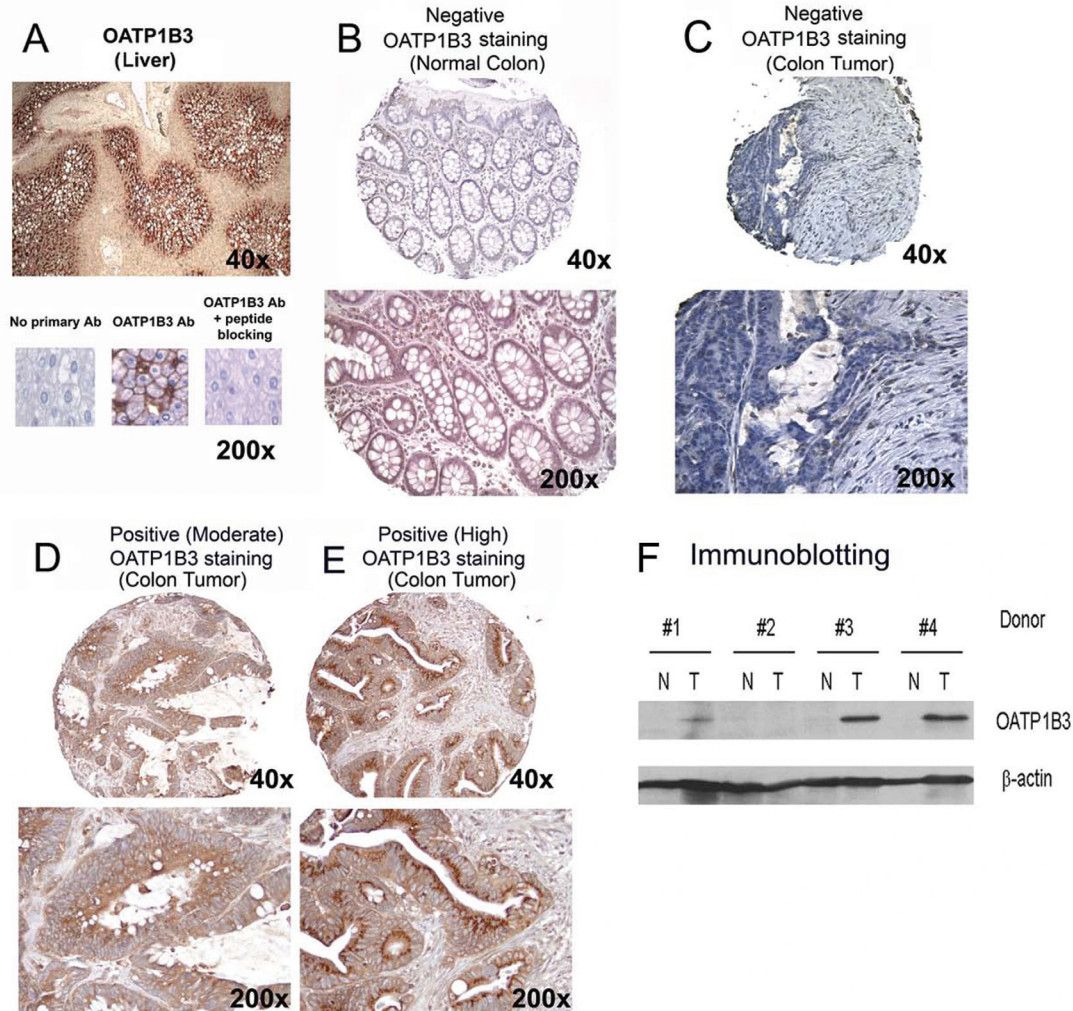 A
OATP1B3
(Liver)
40x
No primary Ab
OATP1B3 Ab
OATP1B3 Ab
+ peptide
blocking
200x
B
Negative
OATP1B3 staining
(Normal Colon)
40x
200x
C
Negative
OATP1B3 staining
(Colon Tumor)
40x
200x
D
Positive (Moderate)
OATP1B3 staining
(Colon Tumor)
40x
200x
E
Positive (High)
OATP1B3 staining
(Colon Tumor)
40x
200x
F Immunoblotting
#1 #2 #3 #4 Donor
N T N T N T N T
OATP1B3
β-actin